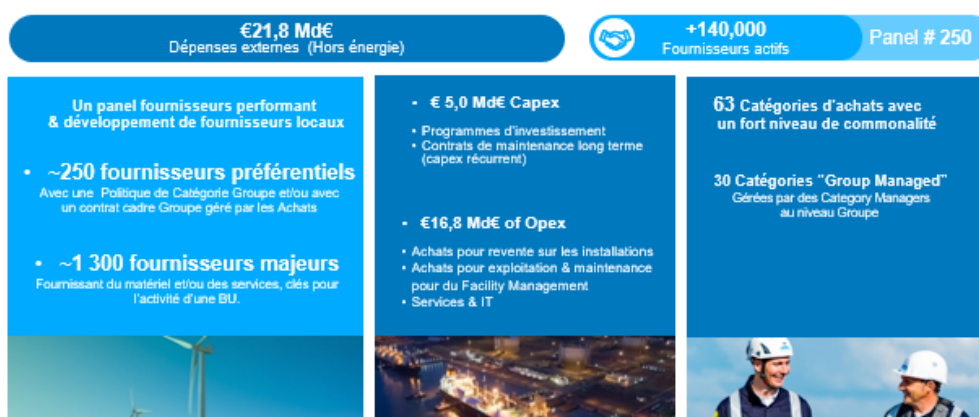 €21,8 Md€
Dépenses externes (Hors énergie)
+140,000
Fournisseurs actifs
Panel # 250
Un panel fournisseurs performant
& développement de fournisseurs locaux
• ~250 fournisseurs préférentiels
Avec une Politique de Catégorie Groupe et/ou avec
un contrat cadre Groupe géré par les Achats
• ~1 300 fournisseurs majeurs
Fournissant du matériel et/ou des services, clés pour
l'activité d'une BU.
- € 5,0 Md€ Capex
• Programmes d'investissement
• Contrats de maintenance long terme
(capex récurrent)
- €16,8 Md€ of Opex
• Achats pour revente sur les installations
• Achats pour exploitation & maintenance
pour du Facility Management
• Services & IT
63 Catégories d'achats avec
un fort niveau de commonalité
30 Catégories "Group Managed"
Gérées par des Category Managers
au niveau Groupe